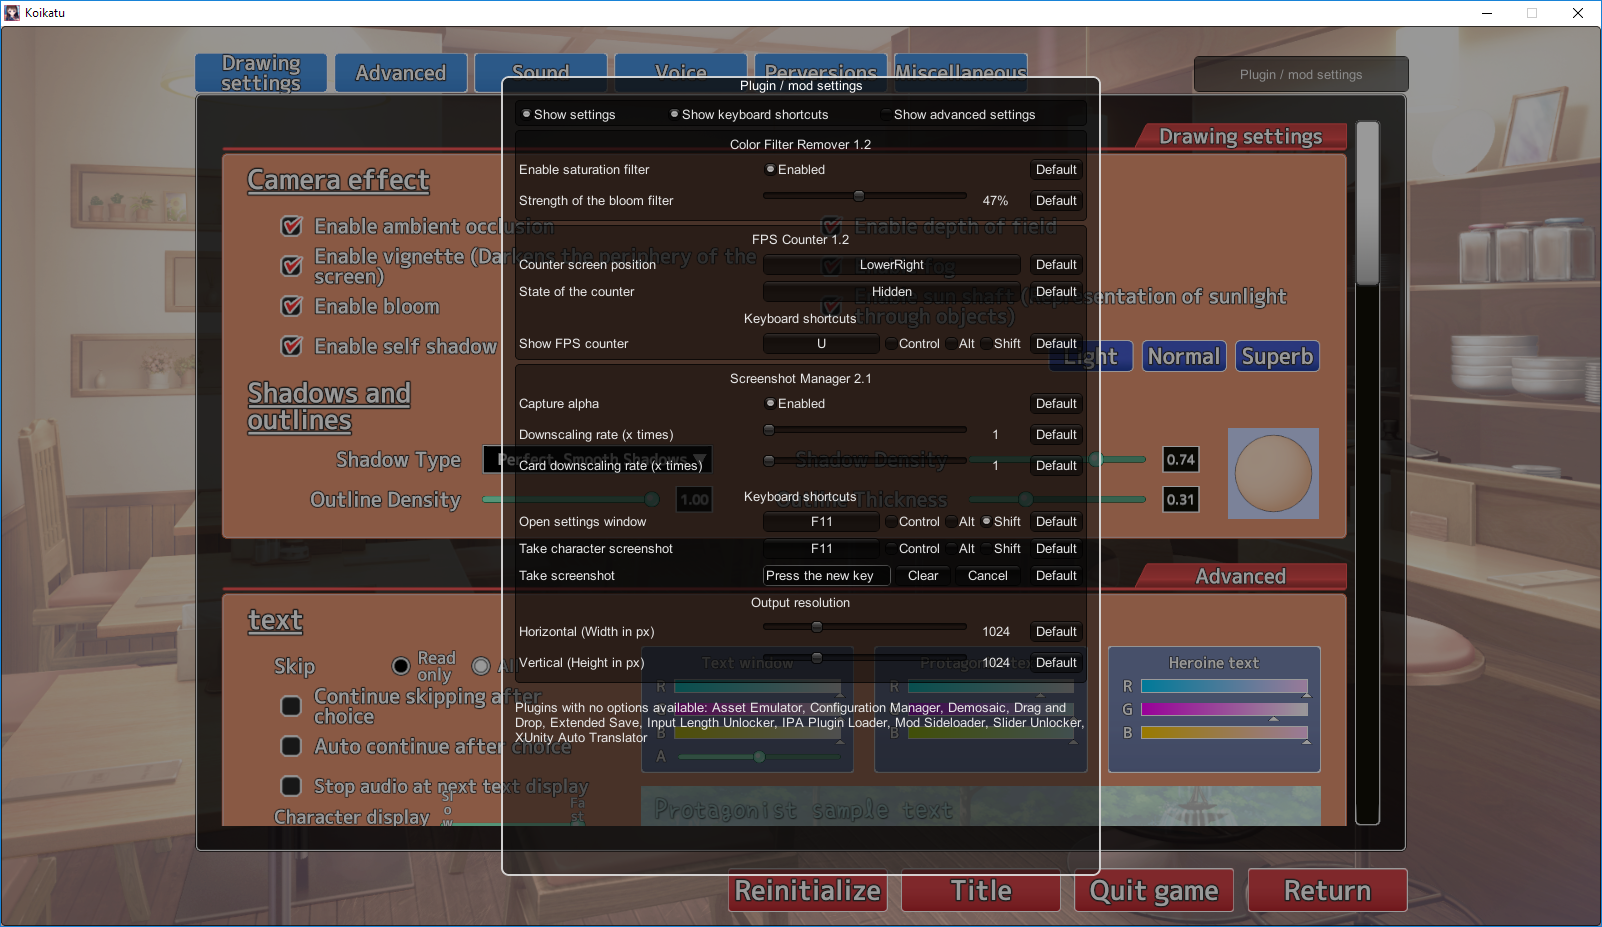 Koikatu
Drawing settings
Advanced
Sound
Voice
Perversions
Miscellaneous
Plugin / mod settings
Plugin / mod settings
Show settings
Show keyboard shortcuts
Show advanced settings
Drawing settings
Color Filter Remover 1.2
Enable saturation filter
Enabled
Default
Strength of the bloom filter
47%
Default
FPS Counter 1.2
Counter screen position
LowerRight
Default
State of the counter
Hidden
Default
Keyboard shortcuts
Show FPS counter
U
Control
Alt
Shift
Default
Screenshot Manager 2.1
Capture alpha
Enabled
Default
Downscaling rate (x times)
1
Default
Card downscaling rate (x times)
1
Default
Keyboard shortcuts
Open settings window
F11
Control
Alt
Shift
Default
Take character screenshot
F11
Control
Alt
Shift
Default
Take screenshot
Press the new key
Clear
Cancel
Default
Output resolution
Horizontal (Width in px)
1024
Default
Vertical (Height in px)
1024
Default
Plugins with no options available: Asset Emulator, Configuration Manager, Demosaic, Drag and
Drop, Extended Save, Input Length Unlocker, IPA Plugin Loader, Mod Sideloader, Slider Unlocker,
XUnity Auto Translator
Camera effect
Enable ambient occlusion
Enable depth of field
Enable vignette (Darkens the periphery of the
screen)
fog
Enable bloom
Enable sun shaft (Representation of sunlight
through objects)
Enable self shadow
Light
Normal
Superb
Shadows and
outlines
Shadow Type
Perfect, Smooth Shadows
Shadow Density
0.74
Outline Density
1.00
Outline Thickness
0.31
Advanced
text
Skip
Read
only
All
Continue skipping after
choice
Auto continue after choice
Stop audio at next text display
Character display
Slow
Fast
Text window
R
B
A
Protagonist text
R
B
Heroine text
R
G
B
Protagonist sample text
Reinitialize
Title
Quit game
Return